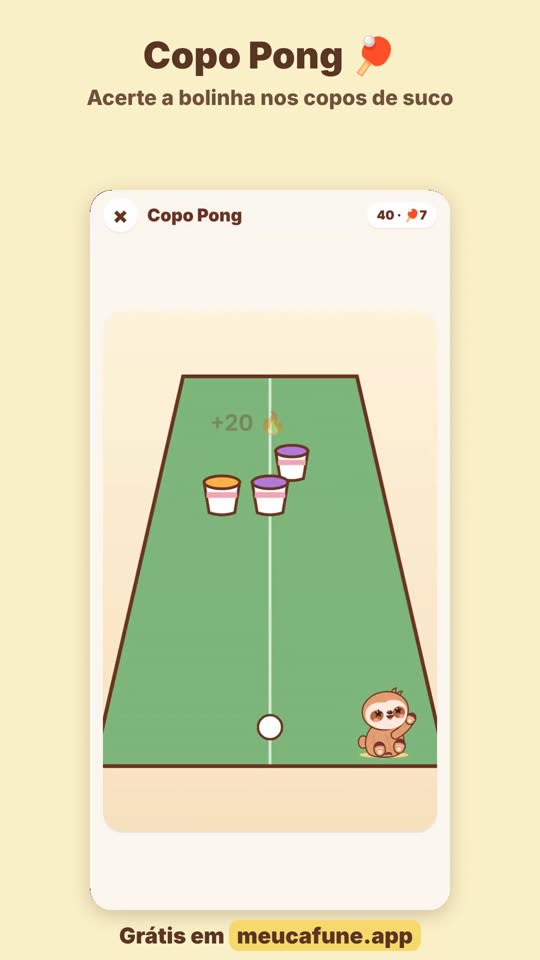 Copo Pong 🏓
Acerte a bolinha nos copos de suco
× Copo Pong 40 · 🏓7
+20 🔥
Grátis em meucafune.app